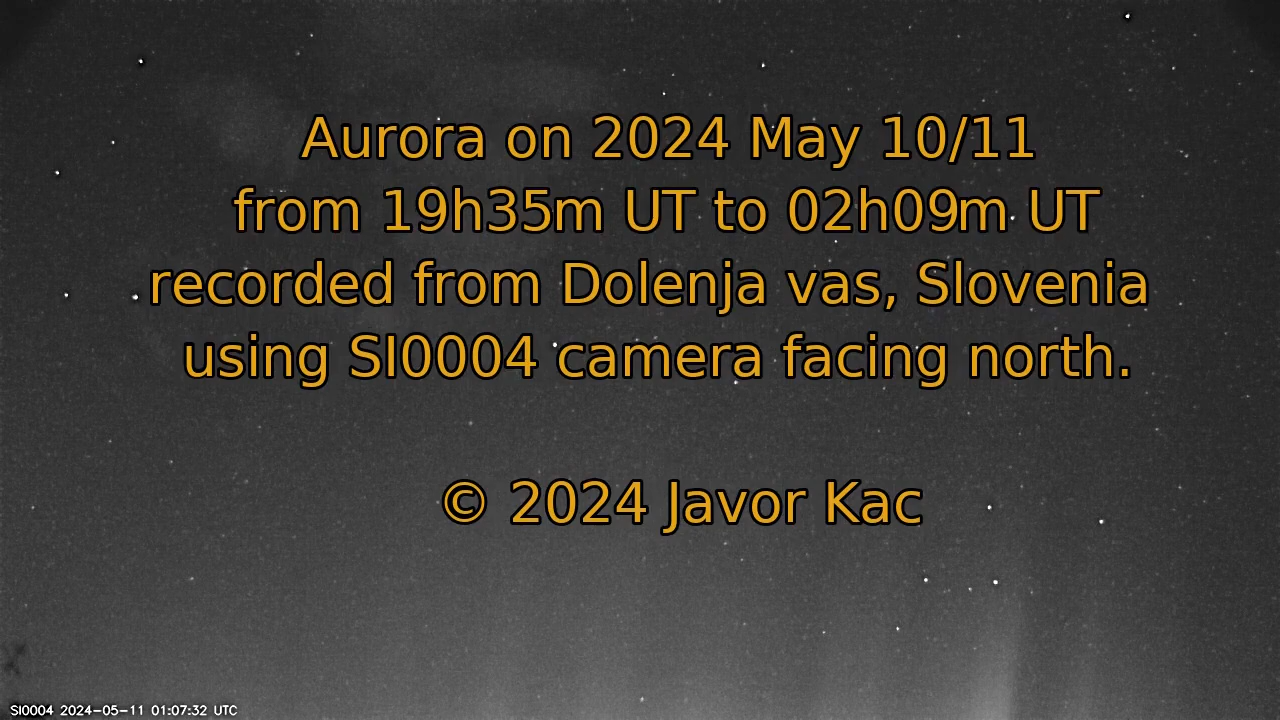 Aurora on 2024 May 10/11
from 19h35m UT to 02h09m UT
recorded from Dolenja vas, Slovenia
using SI0004 camera facing north.
© 2024 Javor Kac
SI0004 2024-05-11 01:07:32 UTC